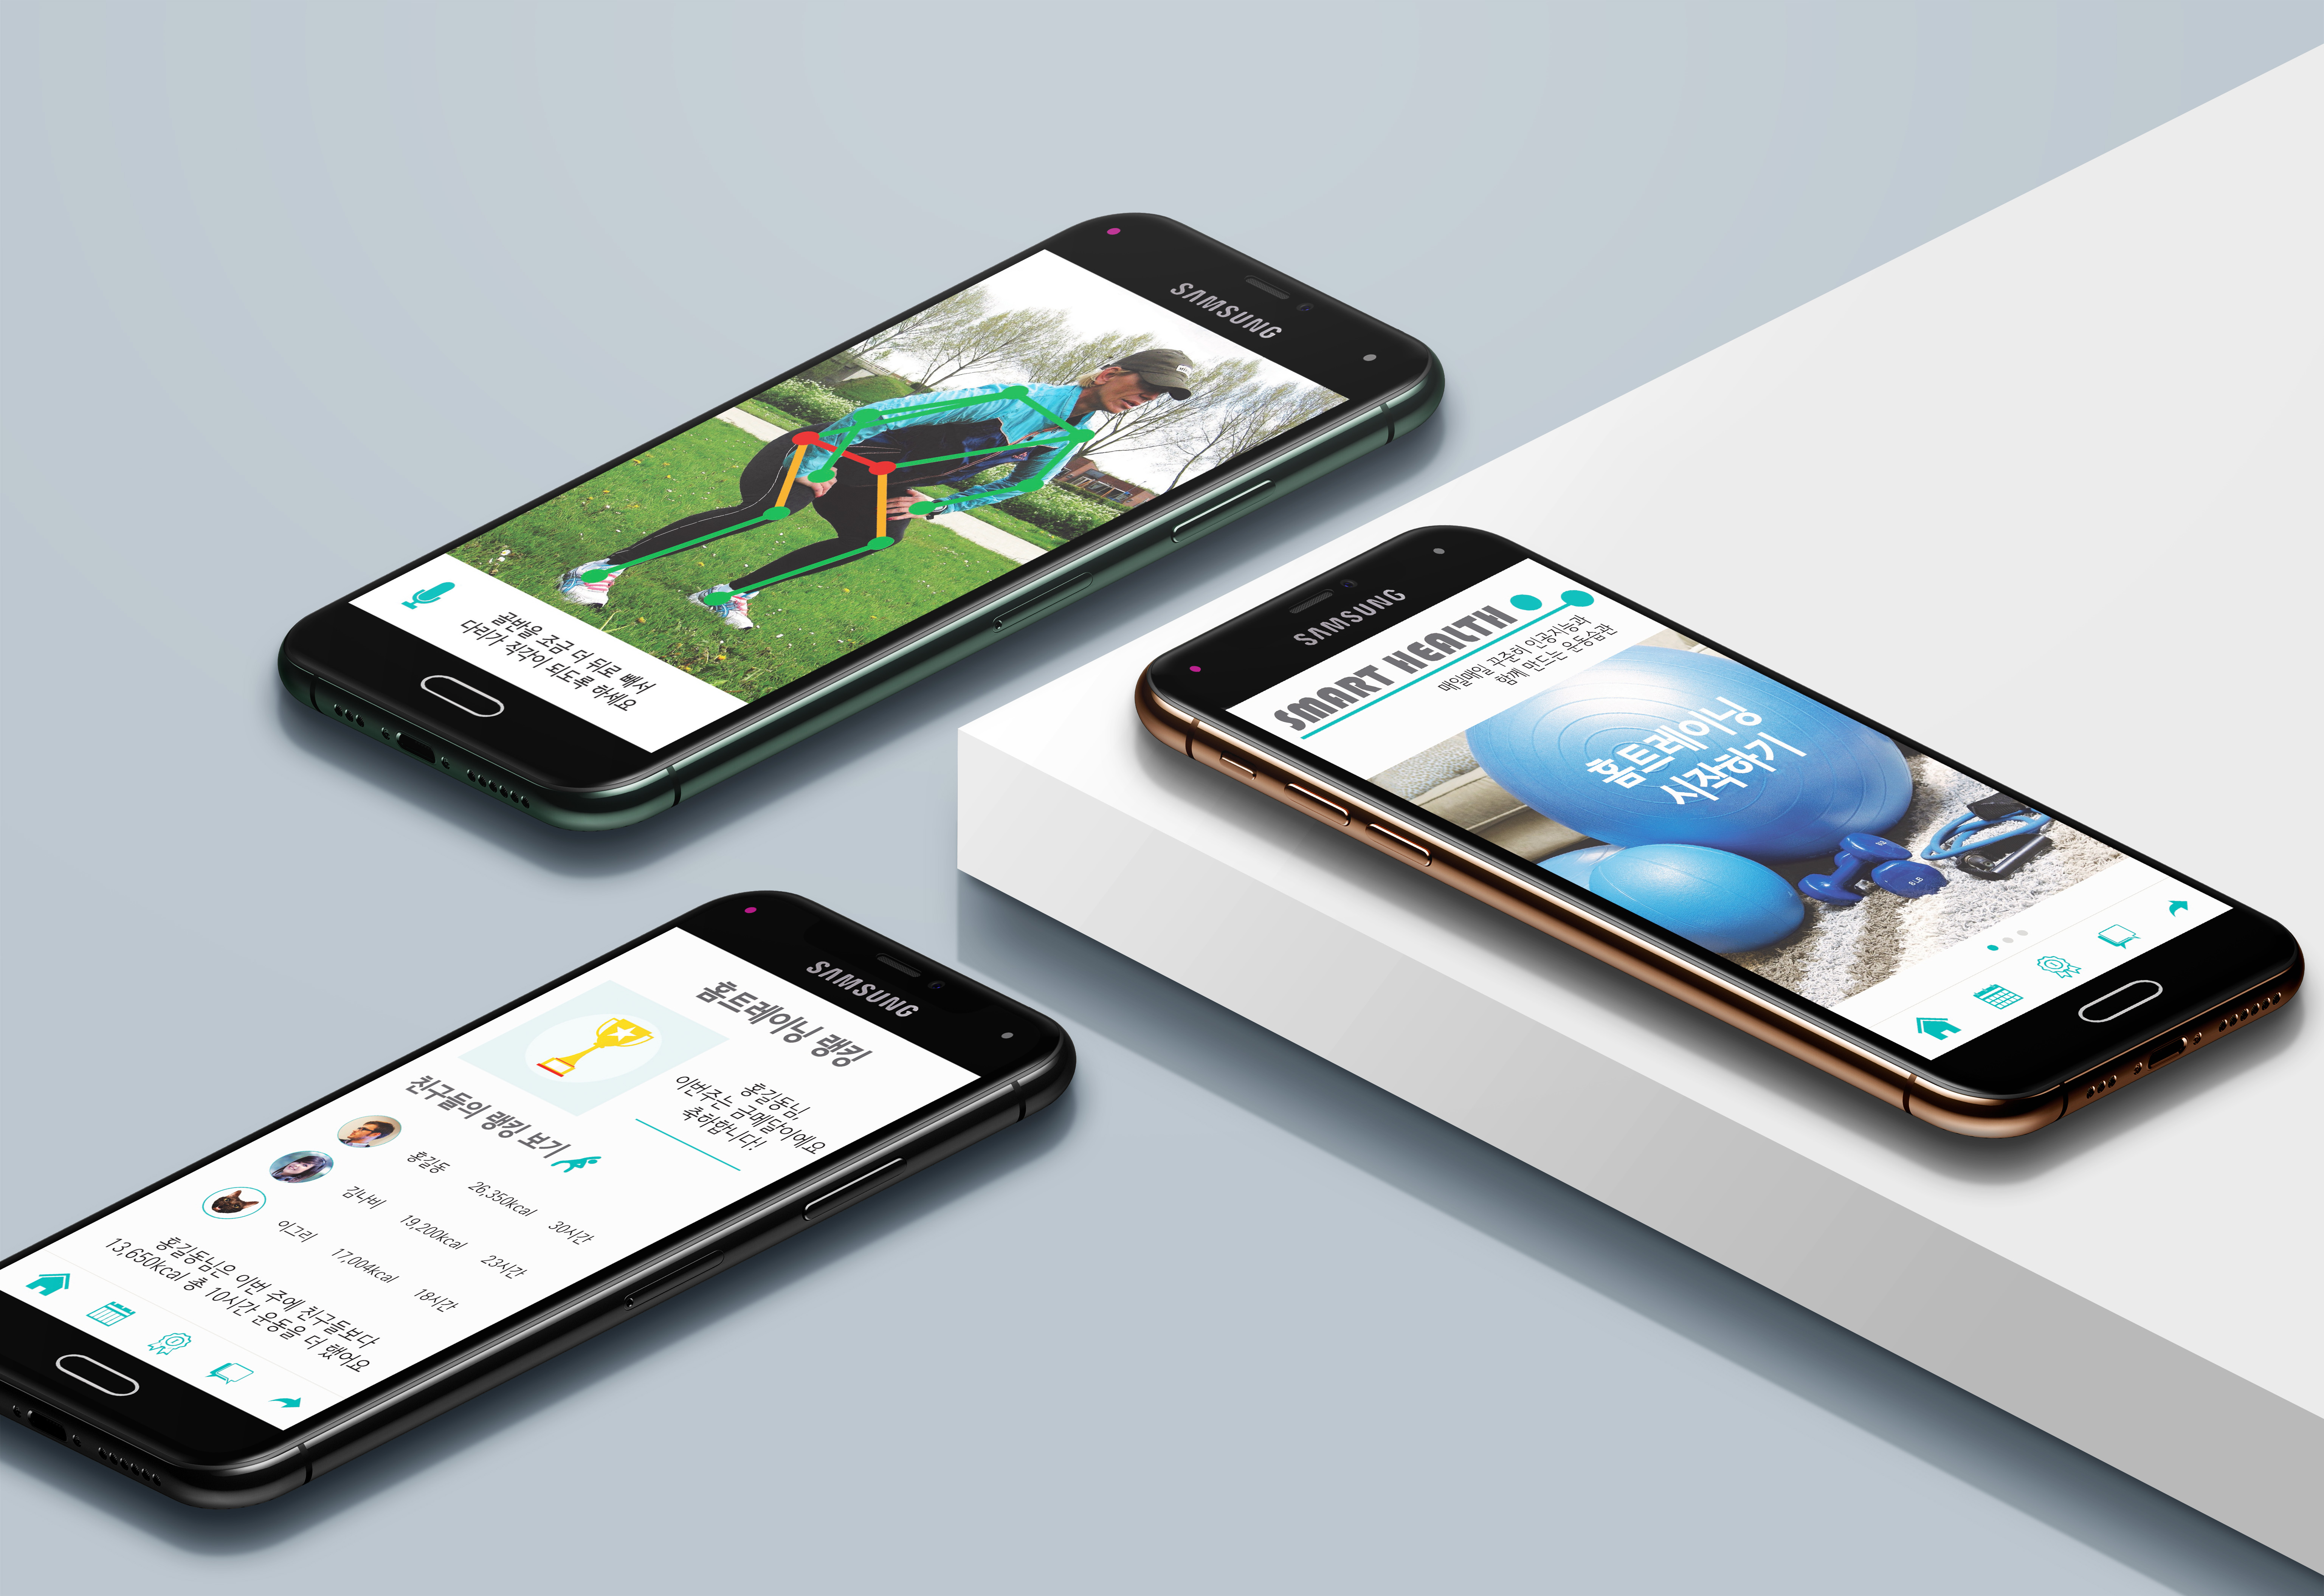 SAMSUNG
골반을 조금 더 뒤로 빼서
다리가 직각이 되도록 하세요
SAMSUNG
SMART HEALTH
매일매일 꾸준히 인공지능과
함께 만드는 운동습관
홈트레이닝
시작하기
8LB
SAMSUNG
홈트레이닝 랭킹
홍길동님,
이번주는 금메달이에요
축하합니다!
친구들의 랭킹 보기
홍길동 26,350kcal 30시간
김나비 19,200kcal 23시간
이그리 17,004kcal 18시간
홍길동님은 이번 주에 친구들보다
13,650kcal 총 10시간 운동을 더 했어요